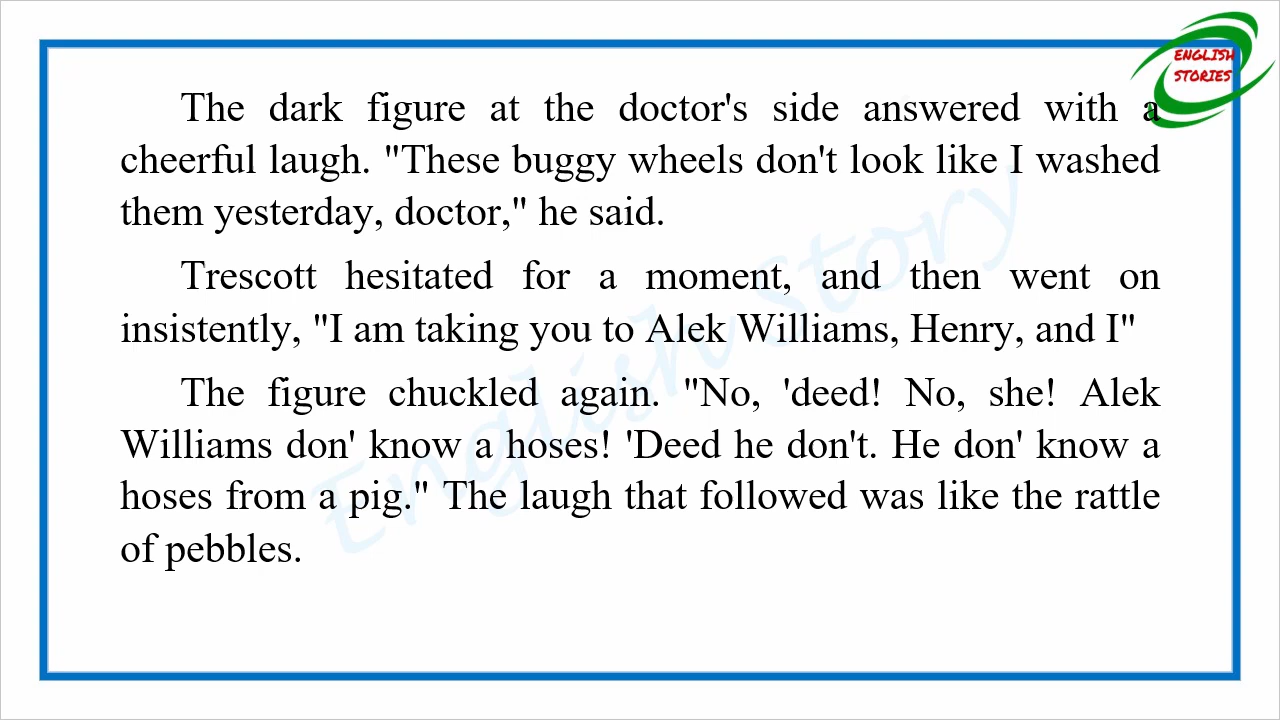 ENGLISH
STORIES
The dark figure at the doctor's side answered with a
cheerful laugh. "These buggy wheels don't look like I washed
them yesterday, doctor," he said.
Trescott hesitated for a moment, and then went on
insistently, "I am taking you to Alek Williams, Henry, and I"
The figure chuckled again. "No, 'deed! No, she! Alek
Williams don' know a hoses! 'Deed he don't. He don' know a
hoses from a pig." The laugh that followed was like the rattle
of pebbles.
English Story